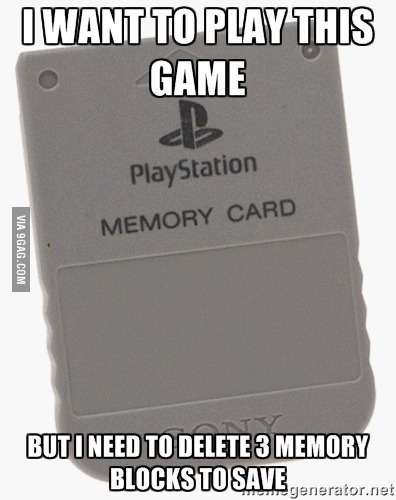 I WANT TO PLAY THIS
GAME
PlayStation
MEMORY CARD
VIA 9GAG.COM
SONY
BUT I NEED TO DELETE 3 MEMORY
BLOCKS TO SAVE
memegenerator.net